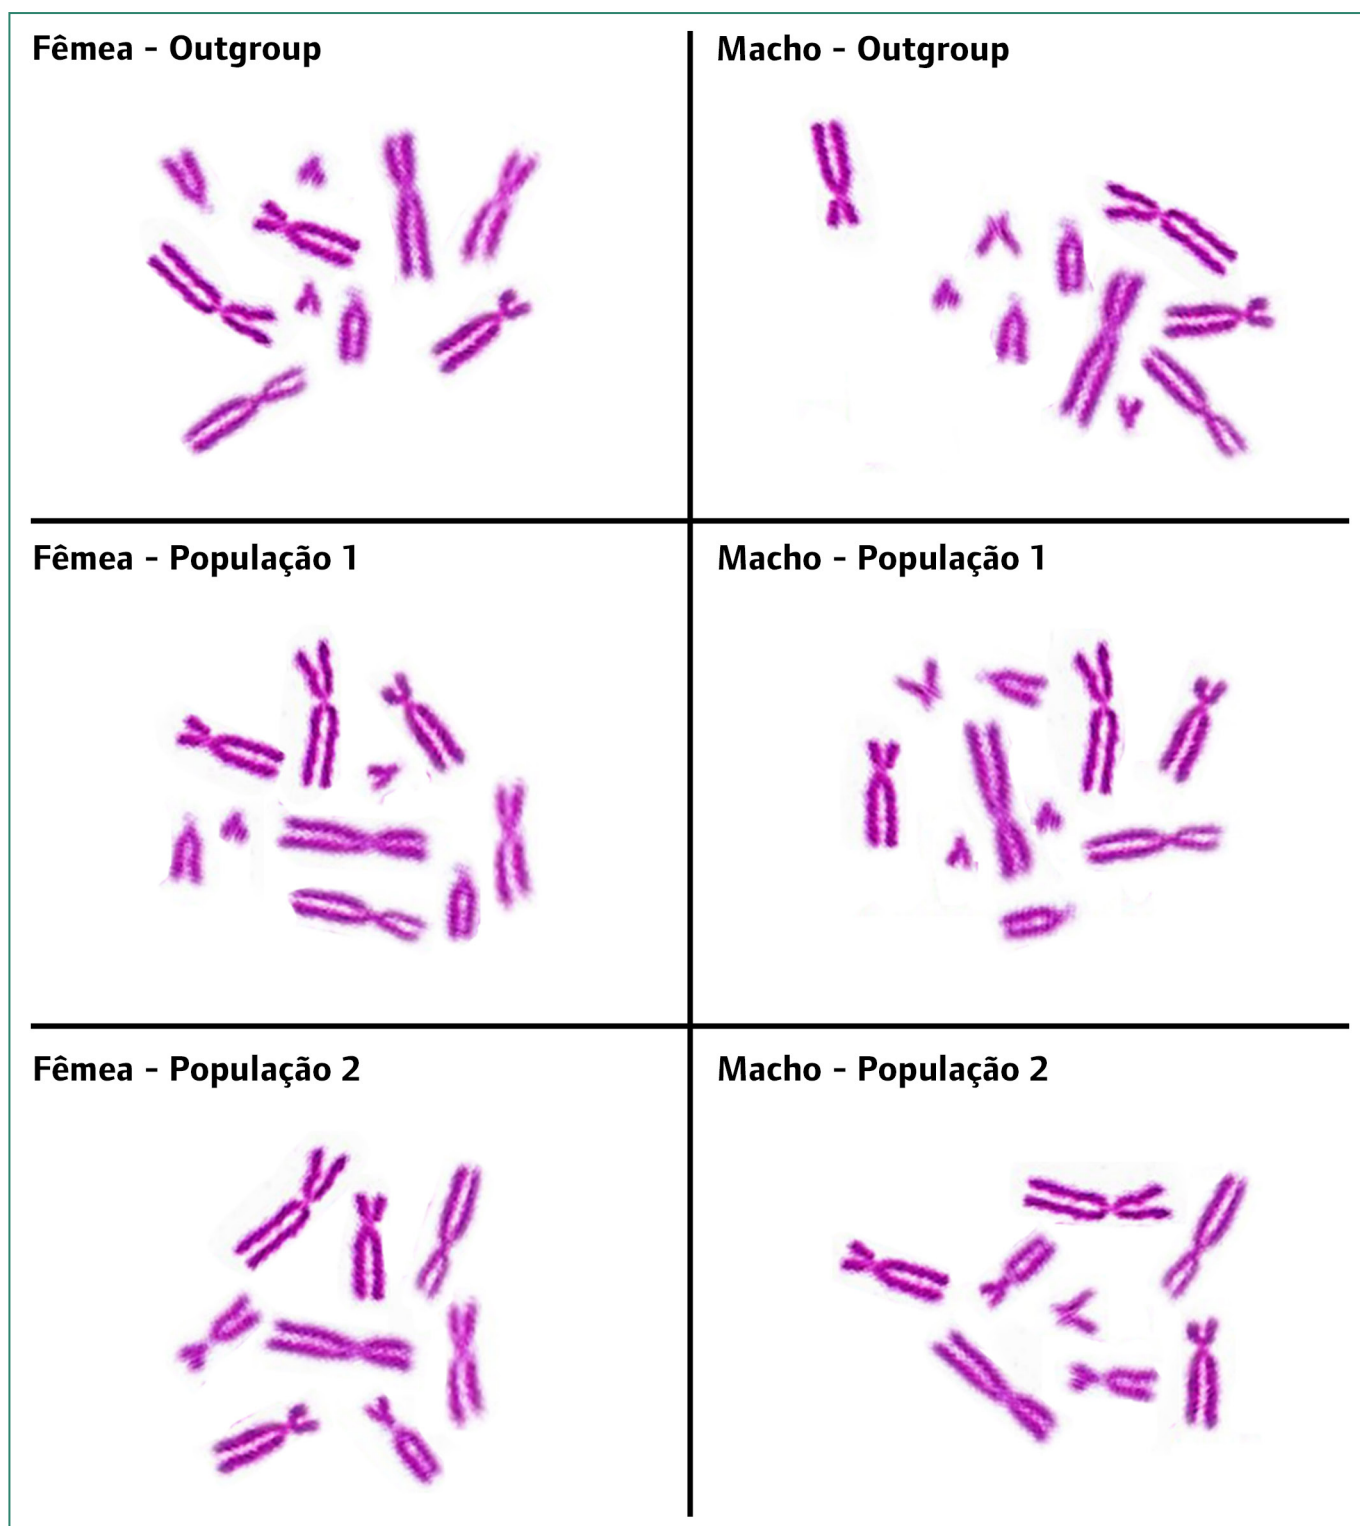 Fêmea - Outgroup
Macho - Outgroup
Fêmea - População 1
Macho - População 1
Fêmea - População 2
Macho - População 2